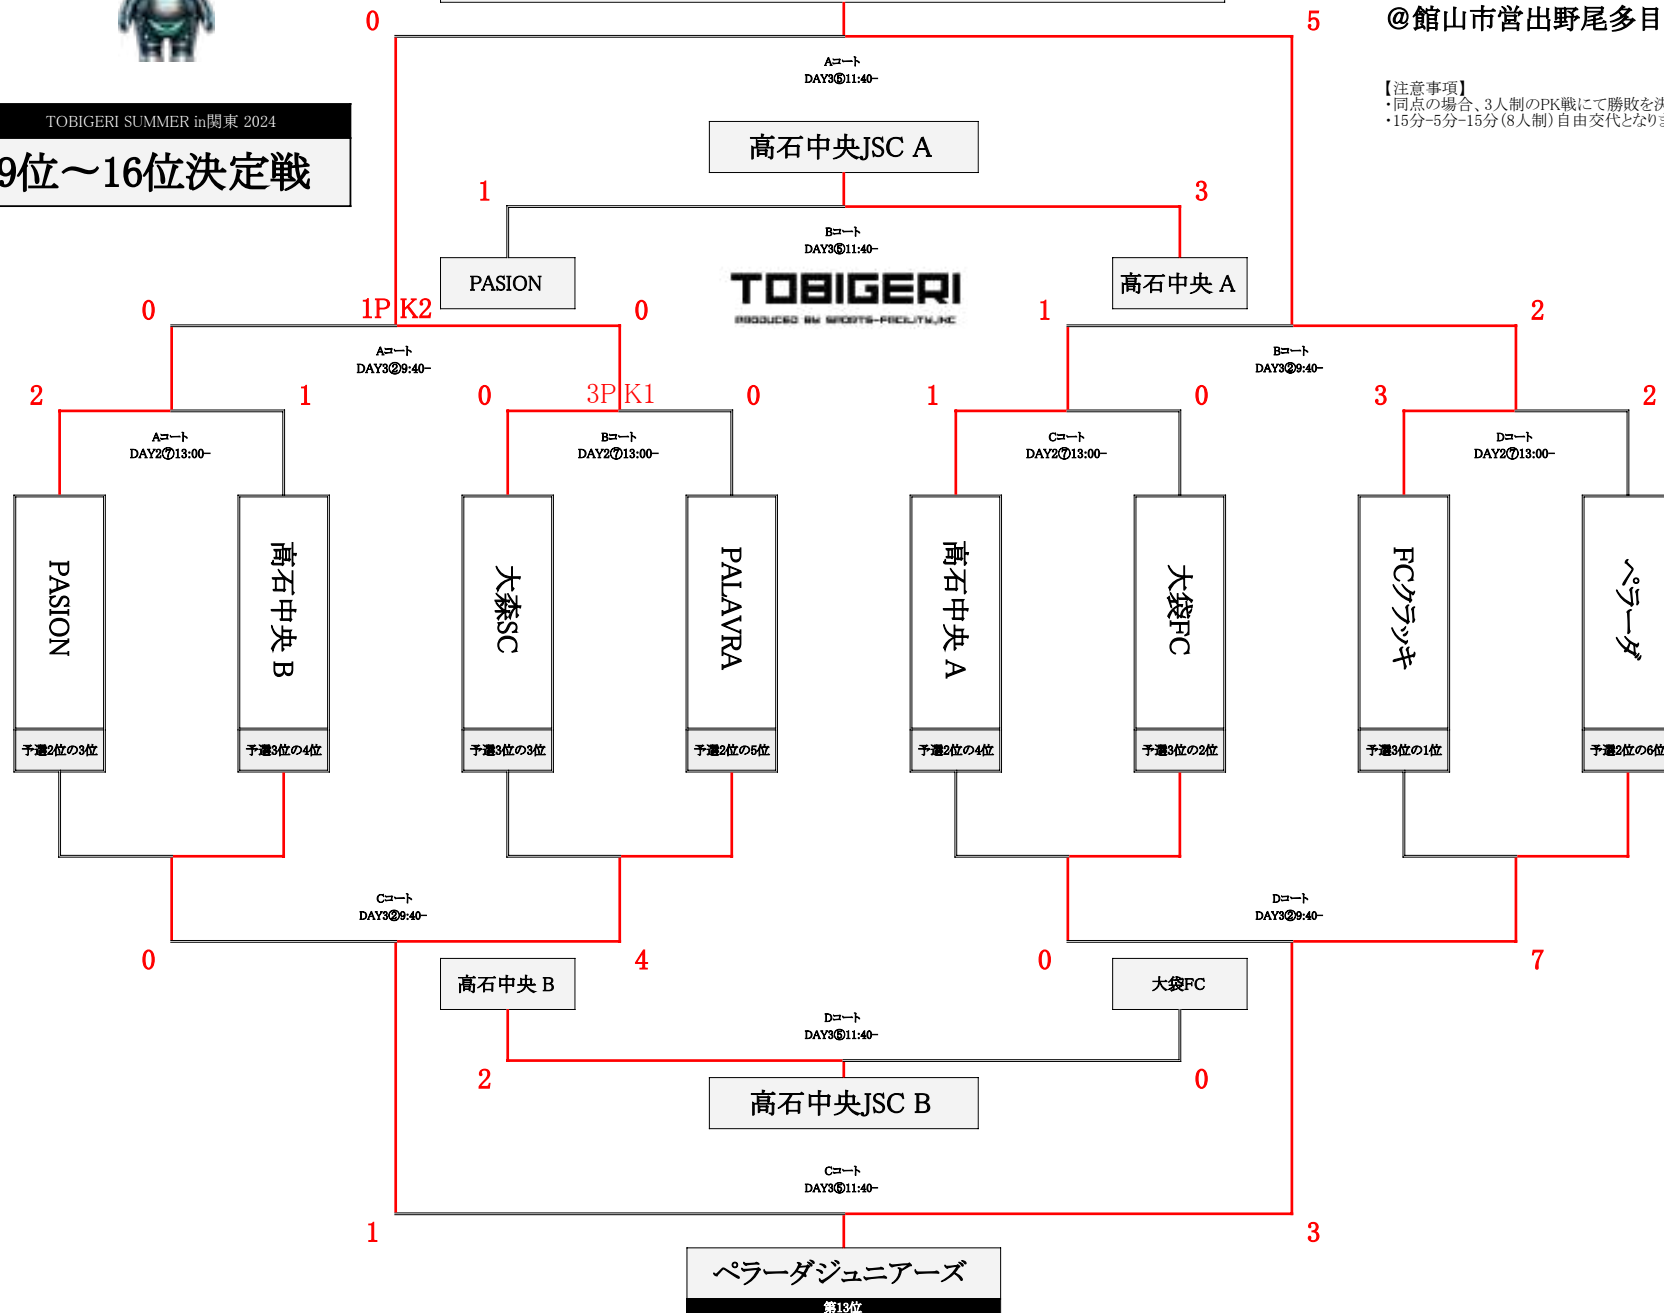 0
5
@館山市営出野尾多目
Aコート
DAY3⑤11:40-
【注意事項】
・同点の場合、3人制のPK戦にて勝敗を決
・15分-5分-15分(8人制)自由交代となりま
TOBIGERI SUMMER in関東 2024
9位～16位決定戦
高石中央JSC A
1
3
Bコート
DAY3⑤11:40-
PASION
高石中央 A
TOBIGERI
PRODUCED BY SPORTS-FACILITY,INC
0
1PK2
0
1
2
Aコート
DAY3②9:40-
Bコート
DAY3②9:40-
2
1
0
3PK1
0
1
0
3
2
Aコート
DAY2⑦13:00-
Bコート
DAY2⑦13:00-
Cコート
DAY2⑦13:00-
Dコート
DAY2⑦13:00-
PASION
高石中央 B
大森SC
PALAVRA
高石中央 A
大袋FC
FCクラッキ
ペラーダ
予選2位の3位
予選3位の4位
予選3位の3位
予選2位の5位
予選2位の4位
予選3位の2位
予選3位の1位
予選2位の6位
Cコート
DAY3②9:40-
Dコート
DAY3②9:40-
0
4
0
7
高石中央 B
大袋FC
Dコート
DAY3⑤11:40-
2
0
高石中央JSC B
Cコート
DAY3⑤11:40-
1
3
ペラーダジュニアーズ
第13位